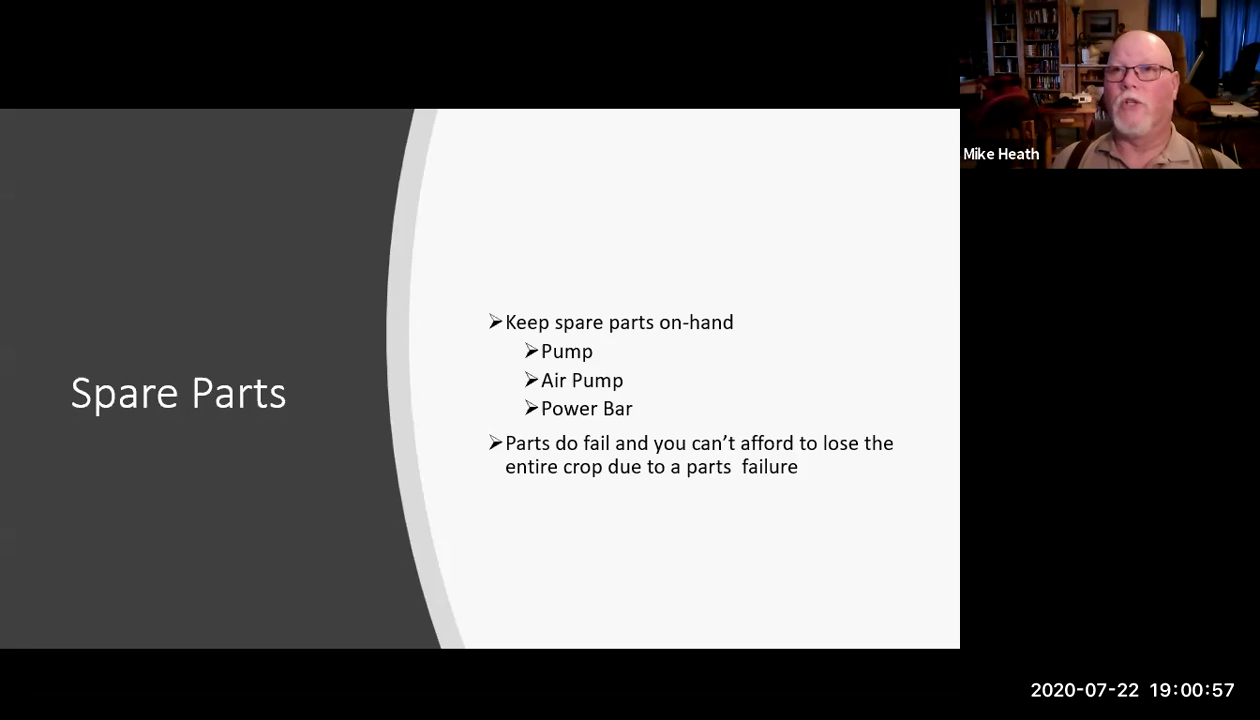 Mike Heath
Spare Parts
➢Keep spare parts on-hand
➢Pump
➢Air Pump
➢Power Bar
➢Parts do fail and you can’t afford to lose the
entire crop due to a parts  failure
2020-07-22 19:00:57